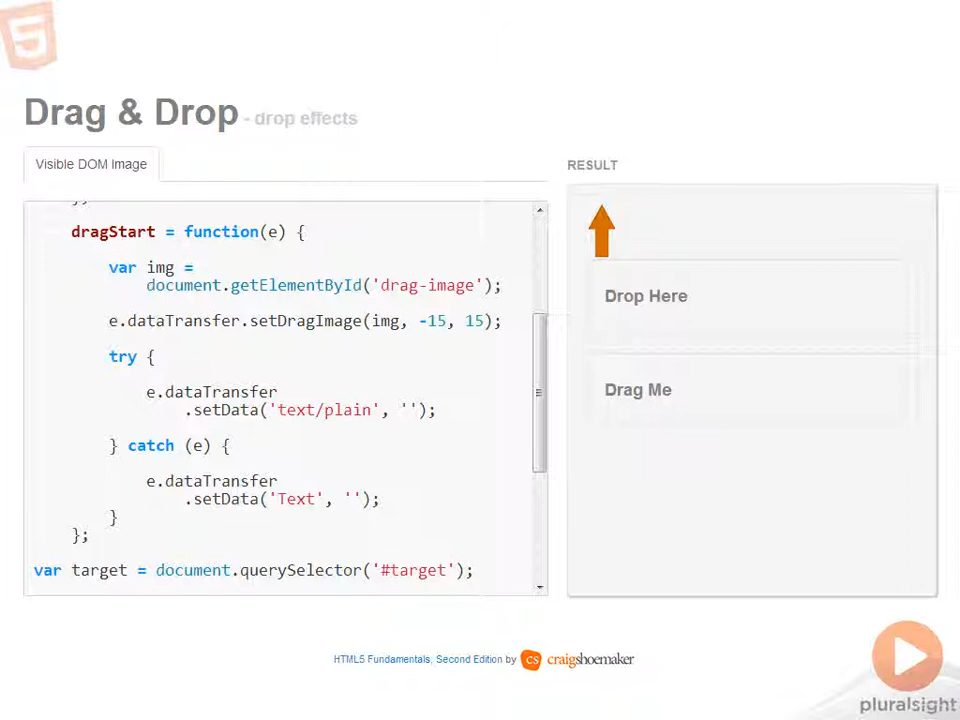 5
Drag & Drop - drop effects
Visible DOM Image
RESULT
};
dragStart = function(e) {
var img =
document.getElementById('drag-image');
e.dataTransfer.setDragImage(img, -15, 15);
try {
e.dataTransfer
.setData('text/plain', '');
} catch (e) {
e.dataTransfer
.setData('Text', '');
}
};
var target = document.querySelector('#target');
Drop Here
Drag Me
HTML5 Fundamentals, Second Edition by cs craigshoemaker
pluralsight